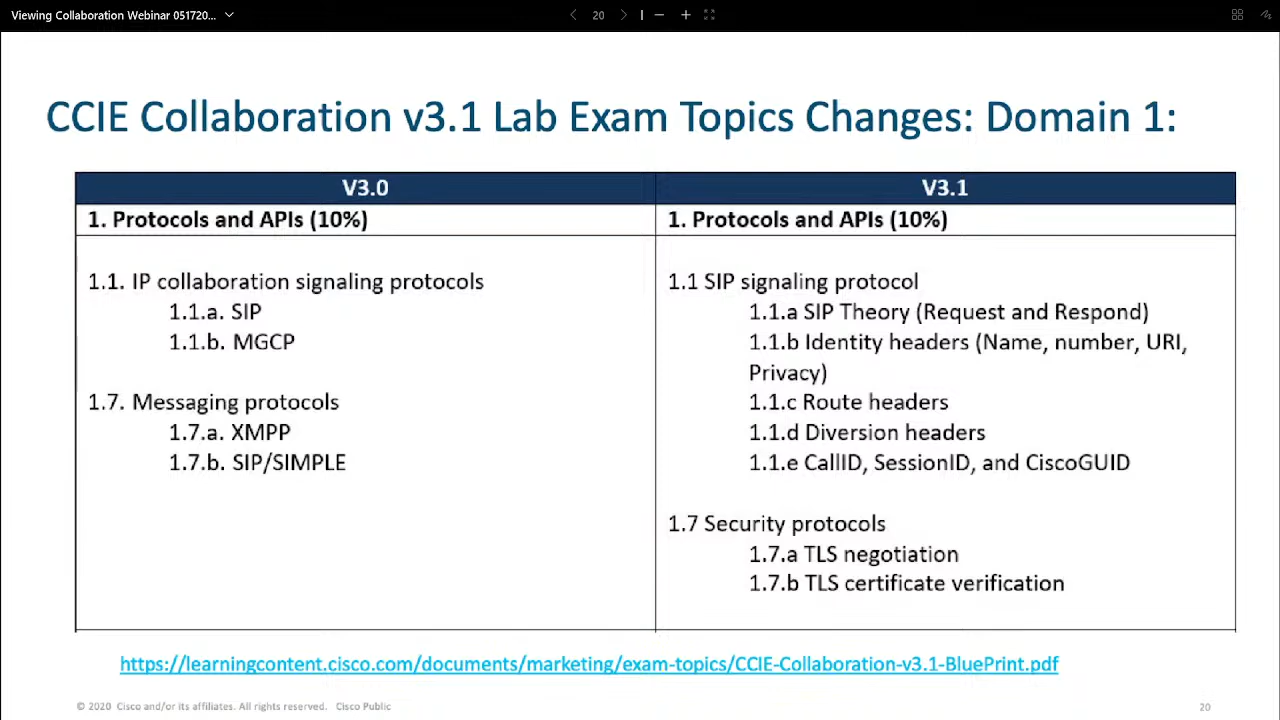 Viewing Collaboration Webinar 051720...
20
CCIE Collaboration v3.1 Lab Exam Topics Changes: Domain 1:
V3.0
V3.1
1. Protocols and APIs (10%)
1. Protocols and APIs (10%)
1.1. IP collaboration signaling protocols
1.1.a. SIP
1.1.b. MGCP
1.7. Messaging protocols
1.7.a. XMPP
1.7.b. SIP/SIMPLE
1.1 SIP signaling protocol
1.1.a SIP Theory (Request and Respond)
1.1.b Identity headers (Name, number, URI,
Privacy)
1.1.c Route headers
1.1.d Diversion headers
1.1.e CallID, SessionID, and CiscoGUID
1.7 Security protocols
1.7.a TLS negotiation
1.7.b TLS certificate verification
https://learningcontent.cisco.com/documents/marketing/exam-topics/CCIE-Collaboration-v3.1-BluePrint.pdf
© 2020 Cisco and/or its affiliates. All rights reserved. Cisco Public
20